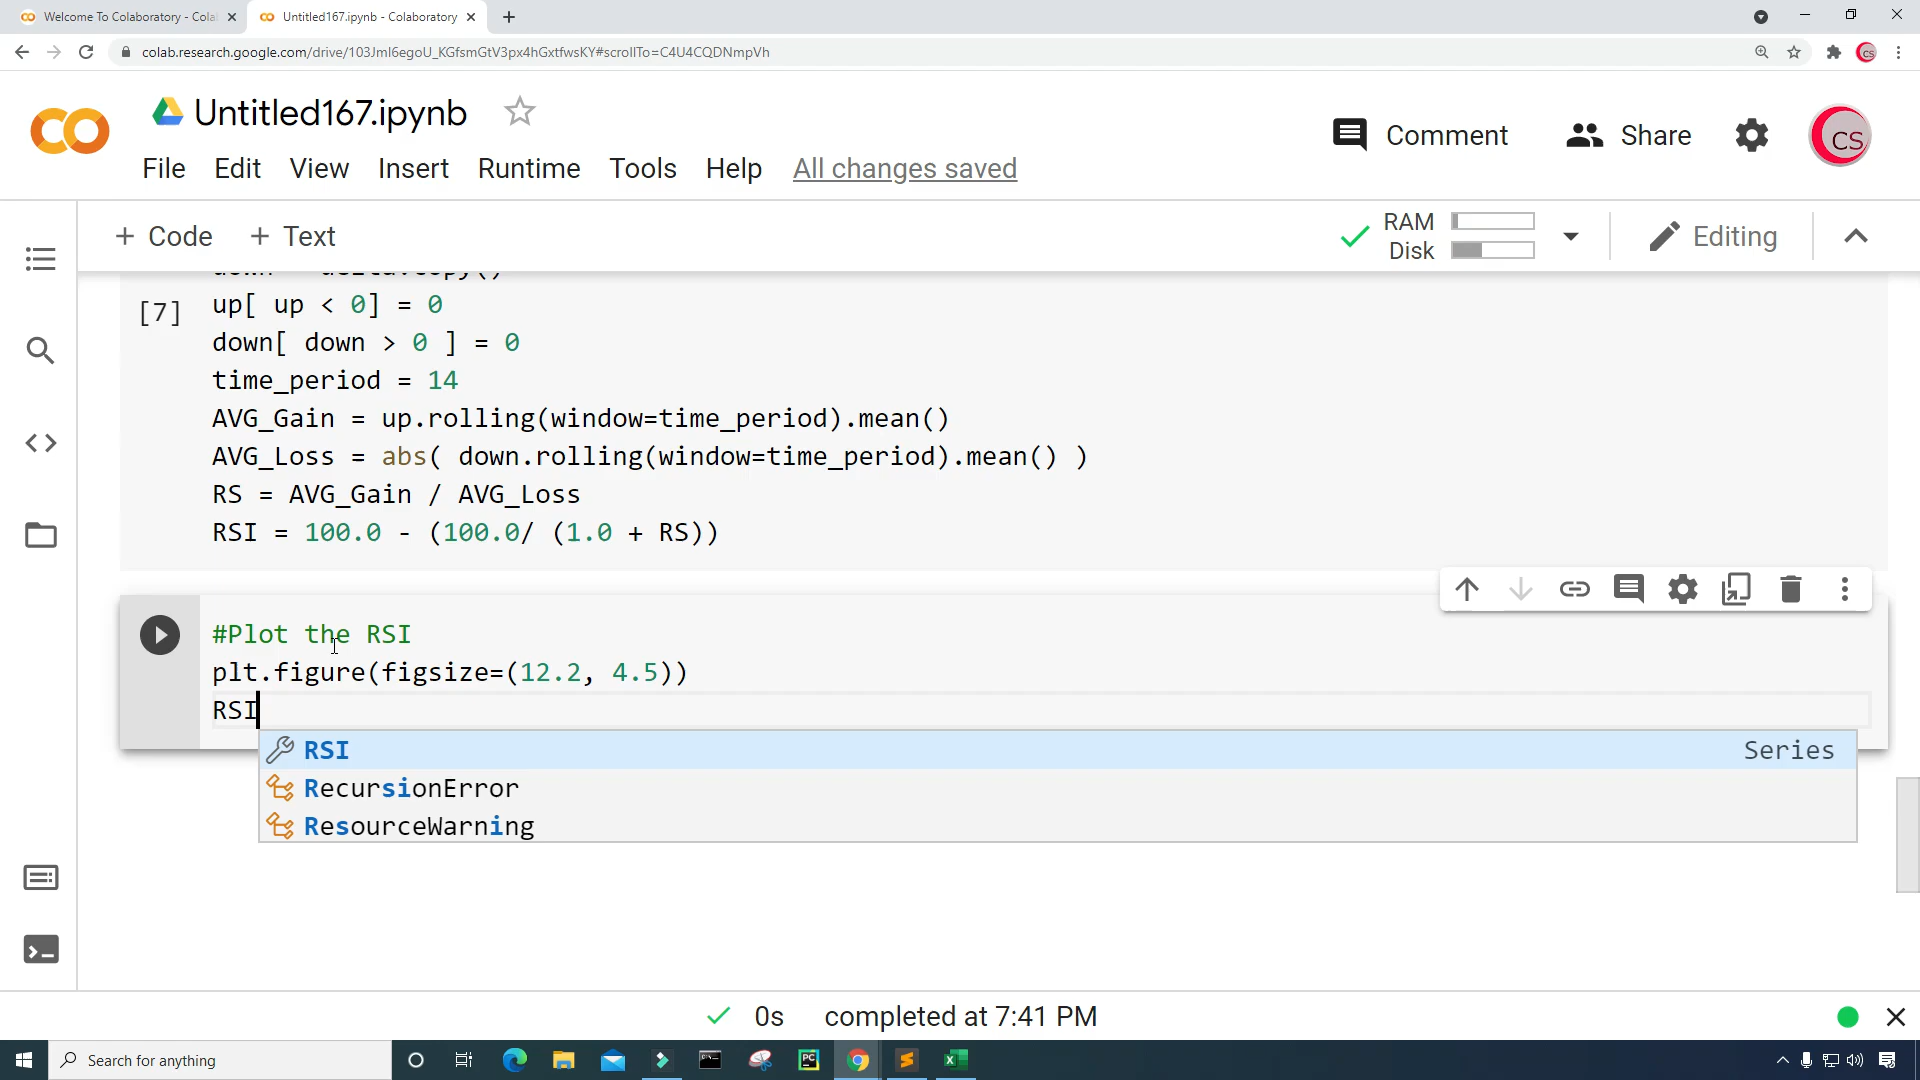 Welcome To Colaboratory - Cola
Untitled167.ipynb - Colaboratory
colab.research.google.com/drive/103JmI6egoU_KGfsmGtV3px4hGxtfwsKY#scrollTo=C4U4CQDNmpVh
CS
Untitled167.ipynb
Comment
Share
CS
File Edit View Insert Runtime Tools Help All changes saved
+ Code + Text
RAM
Disk
Editing
[7]
up[ up < 0] = 0
down[ down > 0 ] = 0
time_period = 14
AVG_Gain = up.rolling(window=time_period).mean()
AVG_Loss = abs( down.rolling(window=time_period).mean() )
RS = AVG_Gain / AVG_Loss
RSI = 100.0 - (100.0/ (1.0 + RS))
#Plot the RSI
plt.figure(figsize=(12.2, 4.5))
RSI
RSI Series
RecursionError
ResourceWarning
0s completed at 7:41 PM
Search for anything
PC